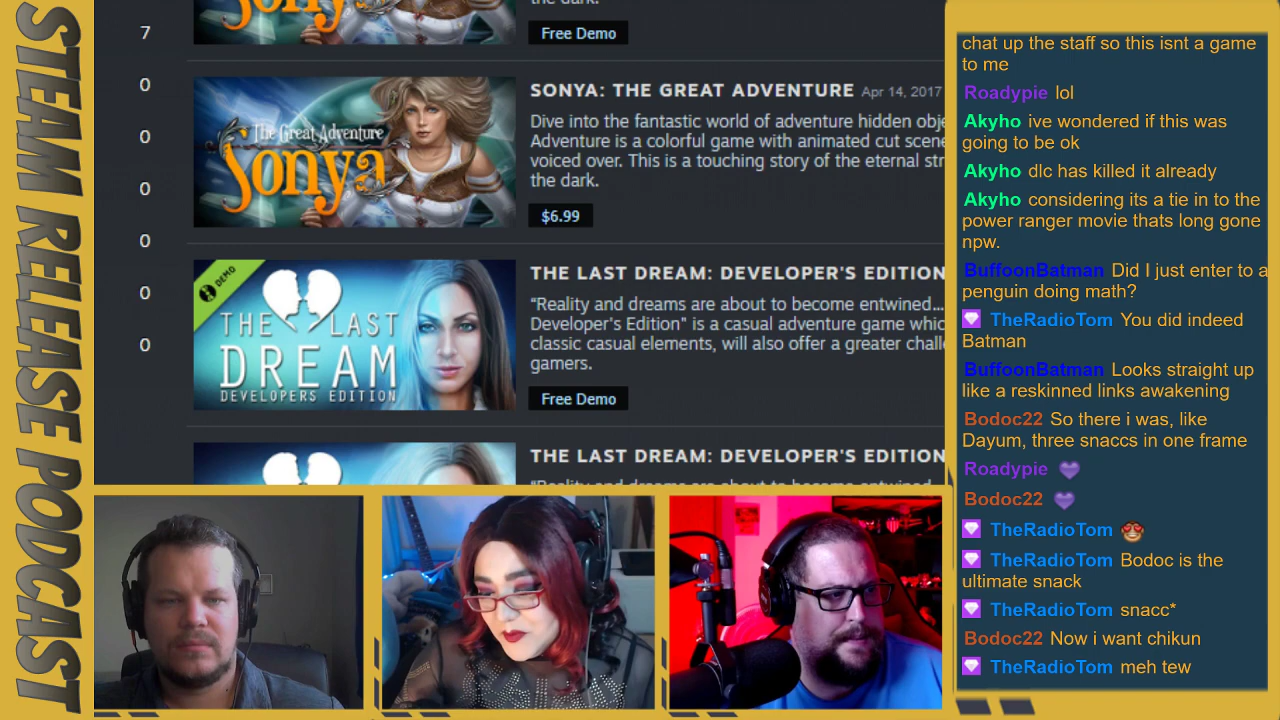 STEAM RELEASE PODCAST
the dark.
Free Demo
7
0
0
0
0
0
0
The Great Adventure
Sonya
SONYA: THE GREAT ADVENTURE Apr 14, 2017
Dive into the fantastic world of adventure hidden obje
Adventure is a colorful game with animated cut scene
voiced over. This is a touching story of the eternal str
the dark.
$6.99
DEMO
THE LAST
DREAM
DEVELOPERS EDITION
THE LAST DREAM: DEVELOPER'S EDITION
"Reality and dreams are about to become entwined...
Developer's Edition" is a casual adventure game whic
classic casual elements, will also offer a greater chall
gamers.
Free Demo
THE LAST DREAM: DEVELOPER'S EDITION
chat up the staff so this isnt a game
to me
Roadypie lol
Akyho ive wondered if this was
going to be ok
Akyho dlc has killed it already
Akyho considering its a tie in to the
power ranger movie thats long gone
npw.
BuffoonBatman Did I just enter to a
penguin doing math?
TheRadioTom You did indeed
Batman
BuffoonBatman Looks straight up
like a reskinned links awakening
Bodoc22 So there i was, like
Dayum, three snaccs in one frame
Roadypie
Bodoc22
TheRadioTom
TheRadioTom Bodoc is the
ultimate snack
TheRadioTom snacc*
Bodoc22 Now i want chikun
TheRadioTom meh tew